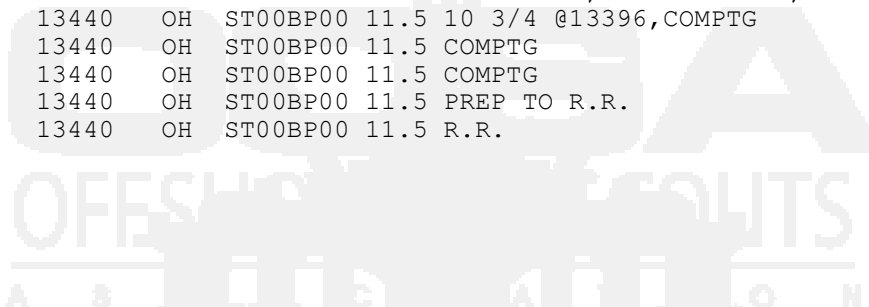 13440 OH ST00BP00 11.5 10 3/4 @13396,COMPTG
13440 OH ST00BP00 11.5 COMPTG
13440 OH ST00BP00 11.5 COMPTG
13440 OH ST00BP00 11.5 PREP TO R.R.
13440 OH ST00BP00 11.5 R.R.